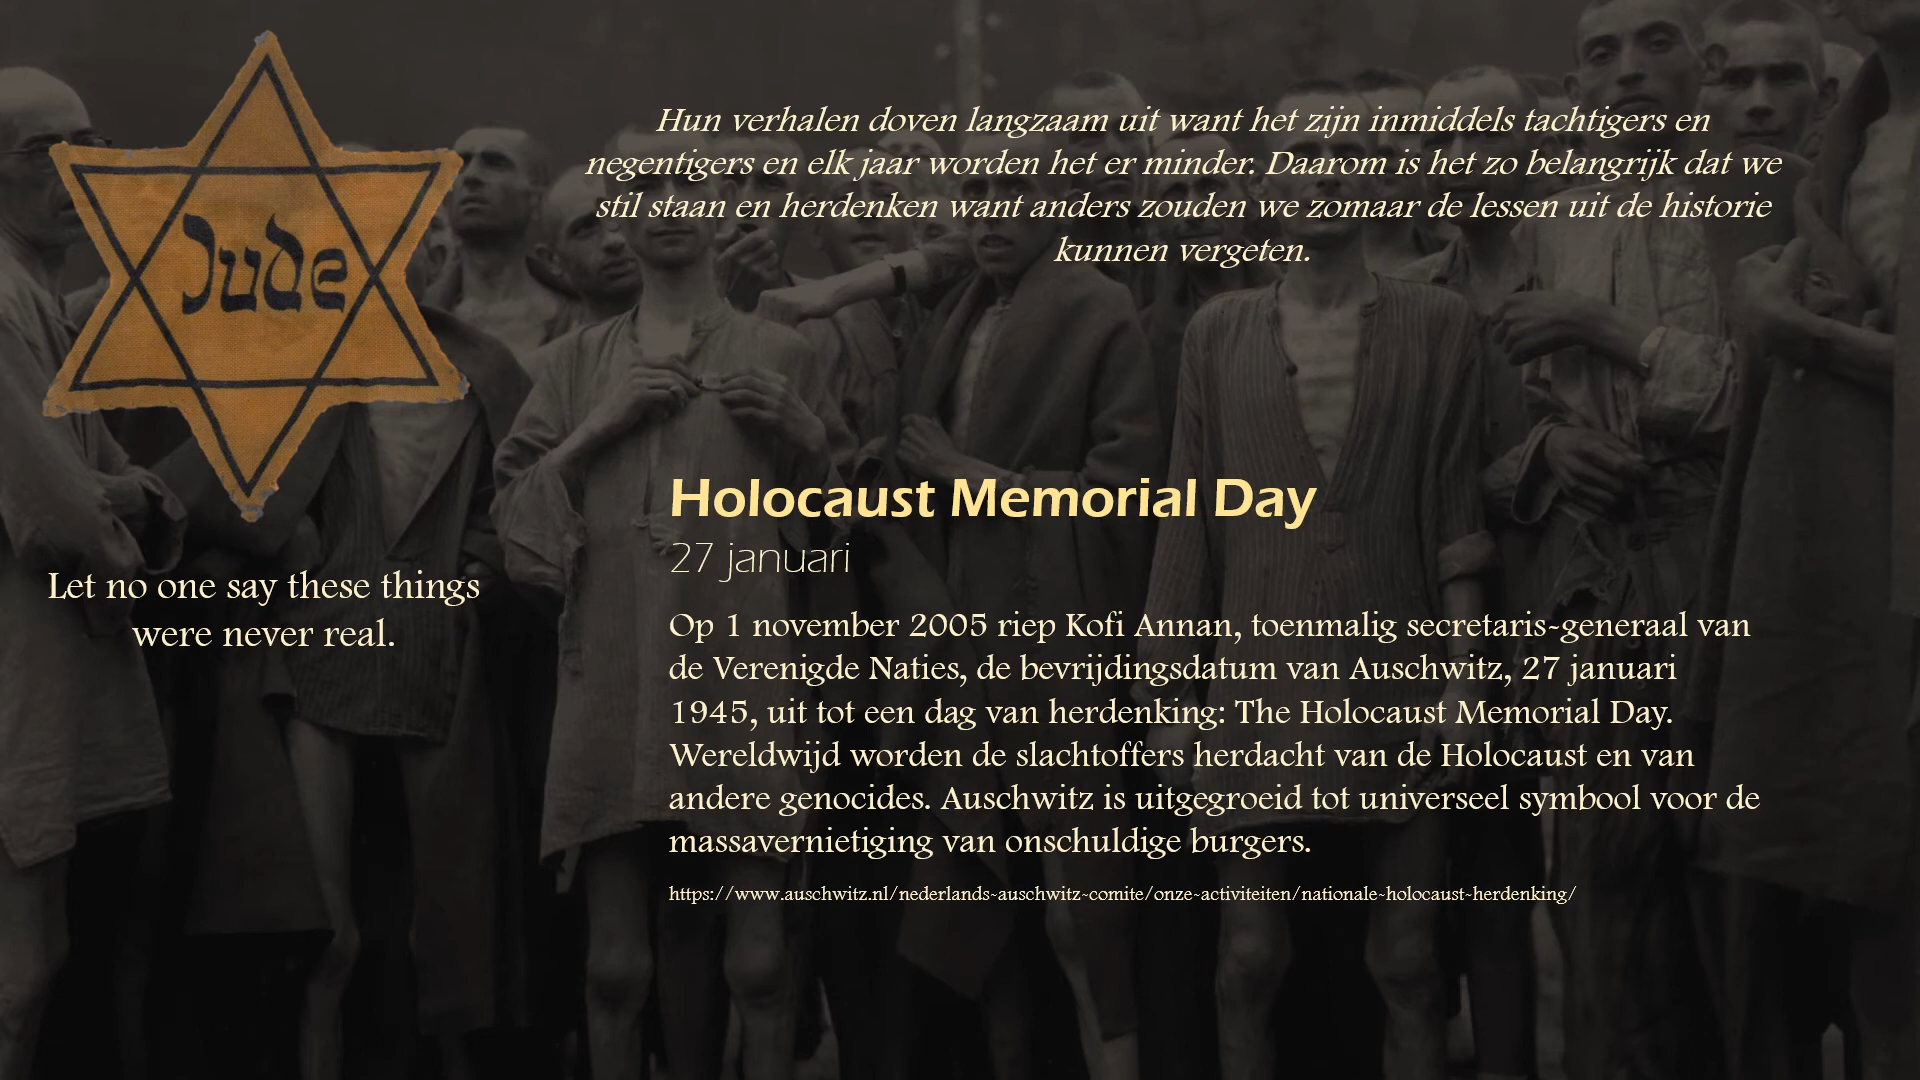 Jude
Let no one say these things
were never real.
Hun verhalen doven langzaam uit want het zijn inmiddels tachtigers en
negentigers en elk jaar worden het er minder. Daarom is het zo belangrijk dat we
stil staan en herdenken want anders zouden we zomaar de lessen uit de historie
kunnen vergeten.
Holocaust Memorial Day
27 januari
Op 1 november 2005 riep Kofi Annan, toenmalig secretaris-generaal van
de Verenigde Naties, de bevrijdingsdatum van Auschwitz, 27 januari
1945, uit tot een dag van herdenking: The Holocaust Memorial Day.
Wereldwijd worden de slachtoffers herdacht van de Holocaust en van
andere genocides. Auschwitz is uitgegroeid tot universeel symbool voor de
massavernietiging van onschuldige burgers.
https://www.auschwitz.nl/nederlands-auschwitz-comite/onze-activiteiten/nationale-holocaust-herdenking/